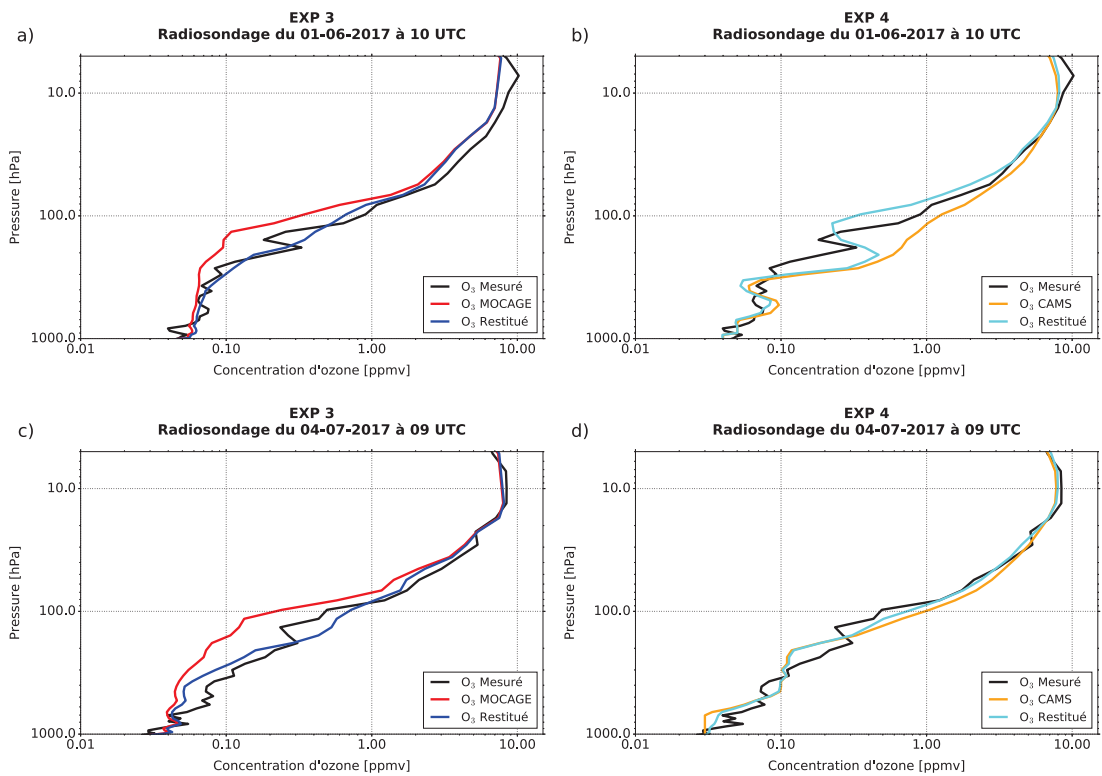 a)
EXP 3
Radiosondage du 01-06-2017 à 10 UTC
Pressure [hPa]
10.0
100.0
1000.0
0.01
0.10
1.00
10.00
Concentration d'ozone [ppmv]
O₃ Mesuré
O₃ MOCAGE
O₃ Restitué
b)
EXP 4
Radiosondage du 01-06-2017 à 10 UTC
Pressure [hPa]
10.0
100.0
1000.0
0.01
0.10
1.00
10.00
Concentration d'ozone [ppmv]
O₃ Mesuré
O₃ CAMS
O₃ Restitué
c)
EXP 3
Radiosondage du 04-07-2017 à 09 UTC
Pressure [hPa]
10.0
100.0
1000.0
0.01
0.10
1.00
10.00
Concentration d'ozone [ppmv]
O₃ Mesuré
O₃ MOCAGE
O₃ Restitué
d)
EXP 4
Radiosondage du 04-07-2017 à 09 UTC
Pressure [hPa]
10.0
100.0
1000.0
0.01
0.10
1.00
10.00
Concentration d'ozone [ppmv]
O₃ Mesuré
O₃ CAMS
O₃ Restitué